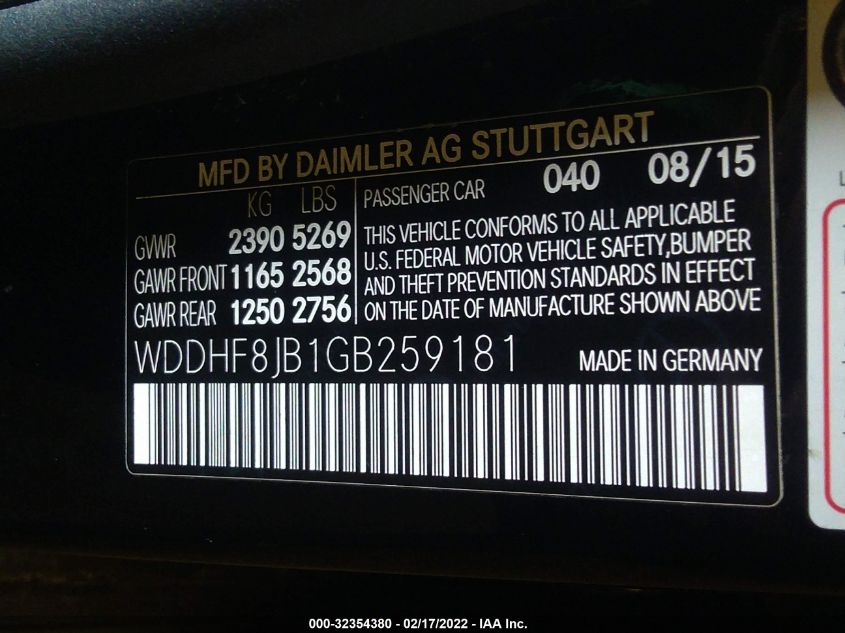 MFD BY DAIMLER AG STUTTGART
KG LBS
GVWR 2390 5269
GAWR FRONT 1165 2568
GAWR REAR 1250 2756
PASSENGER CAR 040 08/15
THIS VEHICLE CONFORMS TO ALL APPLICABLE
U.S. FEDERAL MOTOR VEHICLE SAFETY,BUMPER
AND THEFT PREVENTION STANDARDS IN EFFECT
ON THE DATE OF MANUFACTURE SHOWN ABOVE
WDDHF8JB1GB259181 MADE IN GERMANY
000-32354380 - 02/17/2022 - IAA Inc.